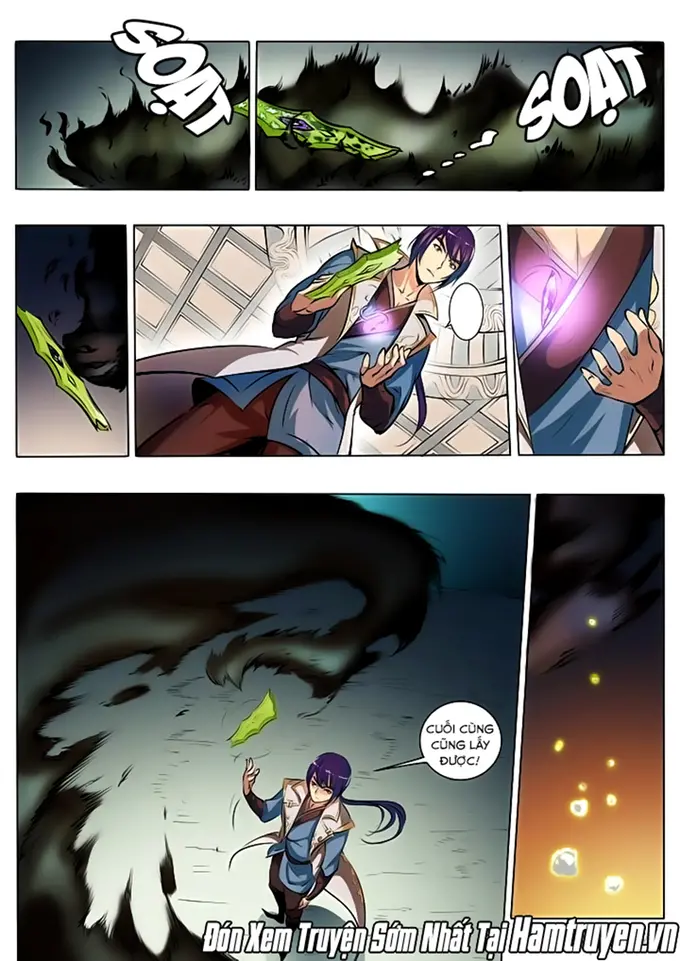 SOẠT
SOẠT
...
CUỐI CÙNG
CŨNG LẤY
ĐƯỢC!
Đón Xem Truyện Sớm Nhất Tại Hamtruyen.vn